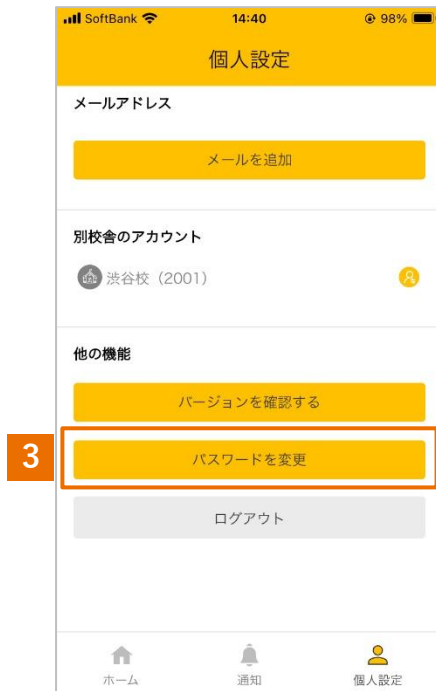 SoftBank 14:40 98%
個人設定
メールアドレス
メールを追加
別校舎のアカウント
渋谷校（2001）
他の機能
バージョンを確認する
3 パスワードを変更
ログアウト
ホーム 通知 個人設定